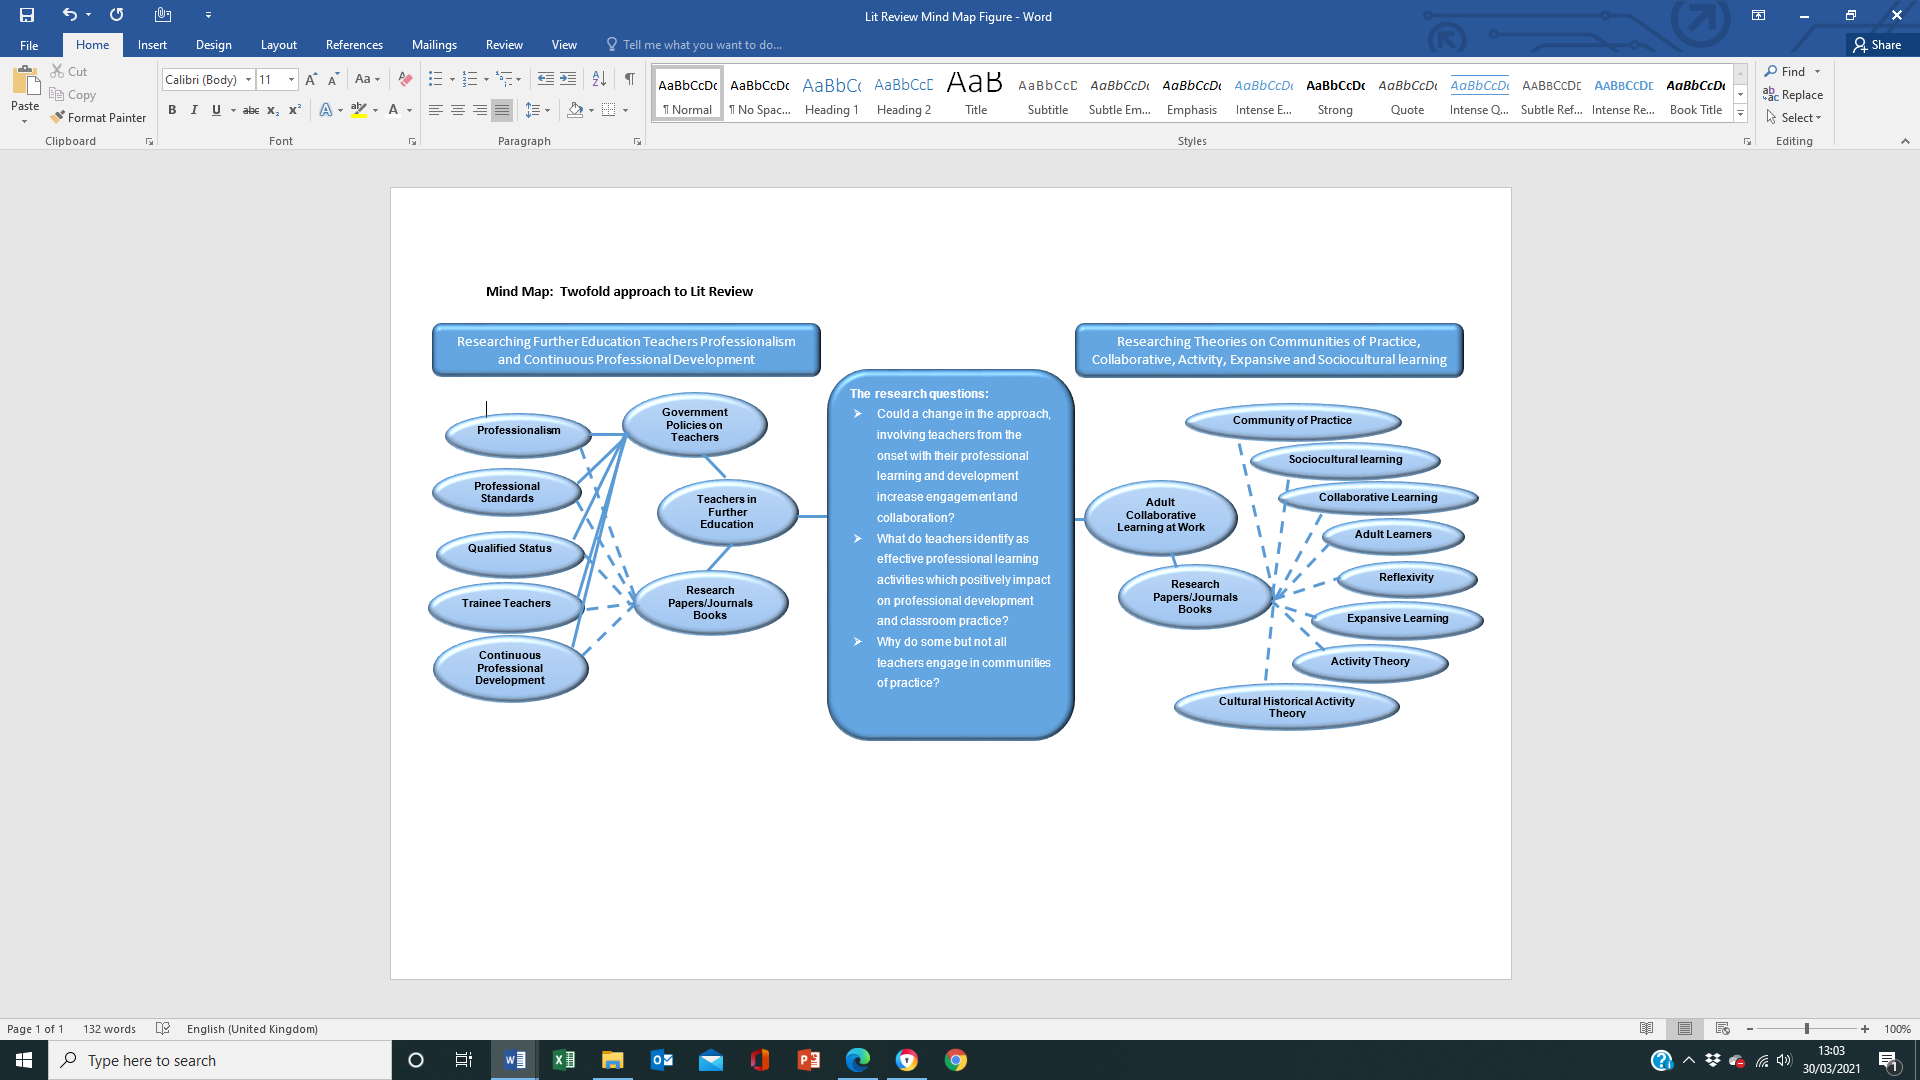 Lit Review Mind Map Figure - Word
File
Home
Insert
Design
Layout
References
Mailings
Review
View
Tell me what you want to do...
Share
Paste
Cut
Copy
Format Painter
Clipboard
Calibri (Body)
11
Aa
B I U abc x₂ x²
A
Font
Paragraph
AaBbCcDc
¶ Normal
AaBbCcDc
¶ No Spac...
AaBbCc
Heading 1
AaBbCcD
Heading 2
AaB
Title
AaBbCcD
Subtitle
AaBbCcDc
Subtle Em...
AaBbCcDc
Emphasis
AaBbCcDc
Intense E...
AaBbCcDc
Strong
AaBbCcDc
Quote
AaBbCcDc
Intense Q...
AABBCCDE
Subtle Ref...
AABBCCDE
Intense Re...
AaBbCcDc
Book Title
Styles
Find
Replace
Select
Editing
Mind Map:  Twofold approach to Lit Review
Researching Further Education Teachers Professionalism
and Continuous Professional Development
Professionalism
Professional
Standards
Qualified Status
Trainee Teachers
Continuous
Professional
Development
Government
Policies on
Teachers
Teachers in
Further
Education
Research
Papers/Journals
Books
The research questions:
➢ Could a change in the approach,
involving teachers from the
onset with their professional
learning and development
increase engagement and
collaboration?
➢ What do teachers identify as
effective professional learning
activities which positively impact
on professional development
and classroom practice?
➢ Why do some but not all
teachers engage in communities
of practice?
Researching Theories on Communities of Practice,
Collaborative, Activity, Expansive and Sociocultural learning
Adult
Collaborative
Learning at Work
Research
Papers/Journals
Books
Community of Practice
Sociocultural learning
Collaborative Learning
Adult Learners
Reflexivity
Expansive Learning
Activity Theory
Cultural Historical Activity
Theory
Page 1 of 1
132 words
English (United Kingdom)
100%
Type here to search
13:03
30/03/2021
1